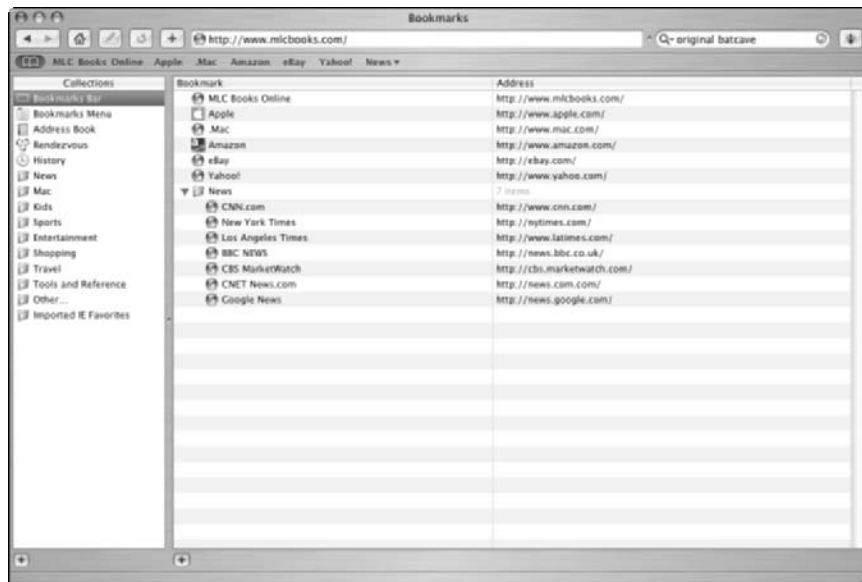 Bookmarks
http://www.mlcbooks.com/
original batcave
MLC Books Online Apple .Mac Amazon eBay Yahoo! News
Collections
Bookmarks Bar
Bookmarks Menu
Address Book
Rendezvous
History
News
Mac
Kids
Sports
Entertainment
Shopping
Travel
Tools and Reference
Other...
Imported IE Favorites
Bookmark Address
MLC Books Online http://www.mlcbooks.com/
Apple http://www.apple.com/
.Mac http://www.mac.com/
Amazon http://www.amazon.com/
eBay http://ebay.com/
Yahoo! http://www.yahoo.com/
News 7 items
CNN.com http://www.cnn.com/
New York Times http://nytimes.com/
Los Angeles Times http://www.latimes.com/
BBC NEWS http://news.bbc.co.uk/
CBS MarketWatch http://cbs.marketwatch.com/
CNET News.com http://news.com.com/
Google News http://news.google.com/